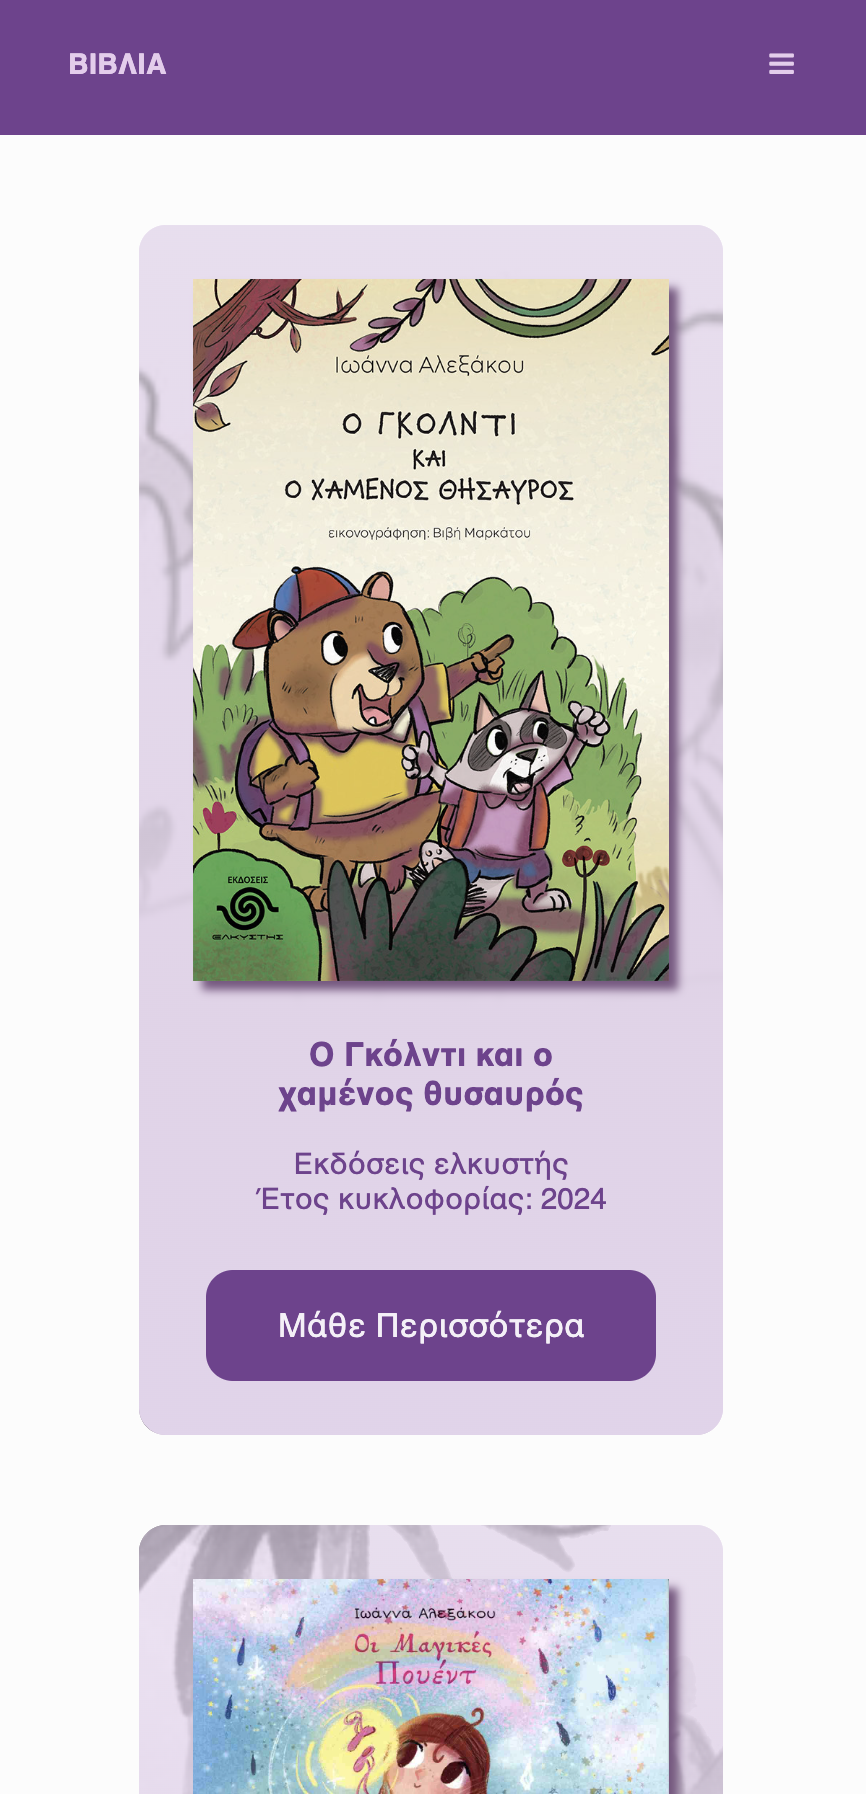 ΒΙΒΛΙΑ
Ιωάννα Αλεξάκου
Ο ΓΚΟΛΝΤΙ
ΚΑΙ
Ο ΧΑΜΕΝΟΣ ΘΗΣΑΥΡΟΣ
εικονογράφηση: Βιβή Μαρκάτου
ΕΚΔΟΣΕΙΣ
ΕΛΚΥΣΤΗΣ
Ο Γκόλντι και ο
χαμένος θυσαυρός
Εκδόσεις ελκυστής
Έτος κυκλοφορίας: 2024
Μάθε Περισσότερα
Ιωάννα Αλεξάκου
Οι Μαγικές
Πουέντ